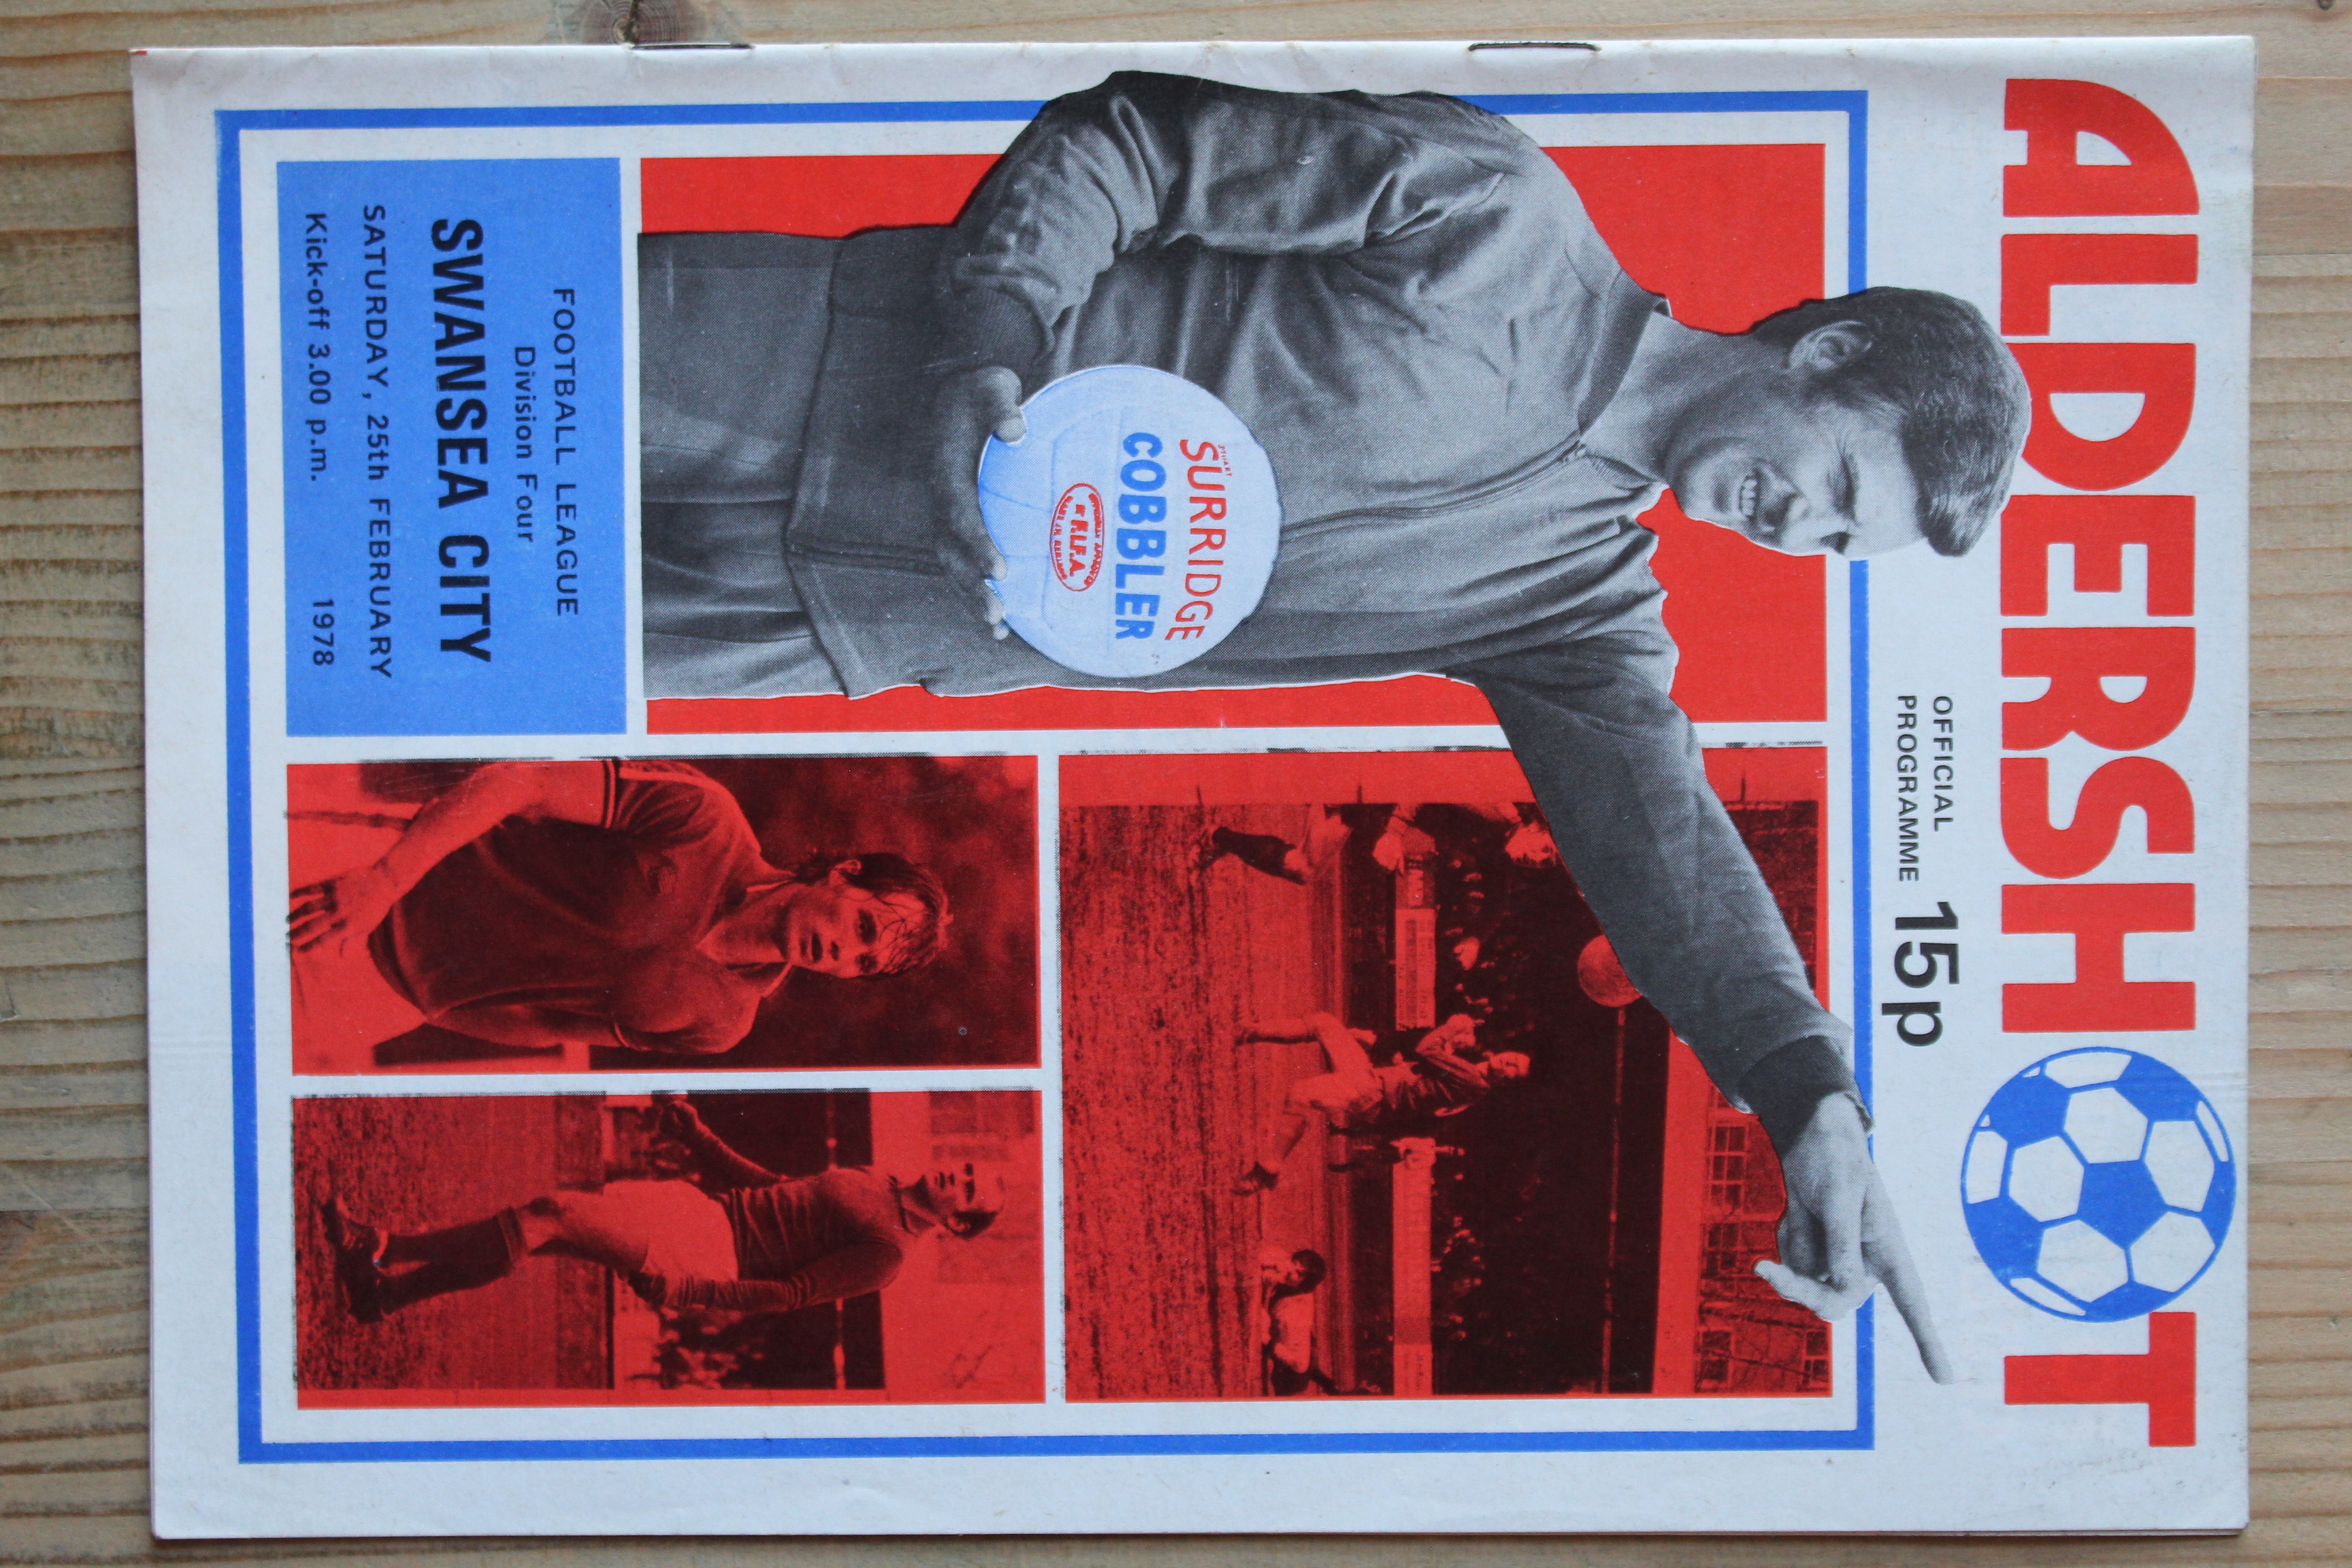 ALDERSHOT
OFFICIAL
PROGRAMME 15p
STUART
SURRIDGE
COBBLER
F.I.F.A.
FOOTBALL LEAGUE
Division Four
SWANSEA CITY
SATURDAY, 25th FEBRUARY
Kick-off 3.00 p.m. 1978